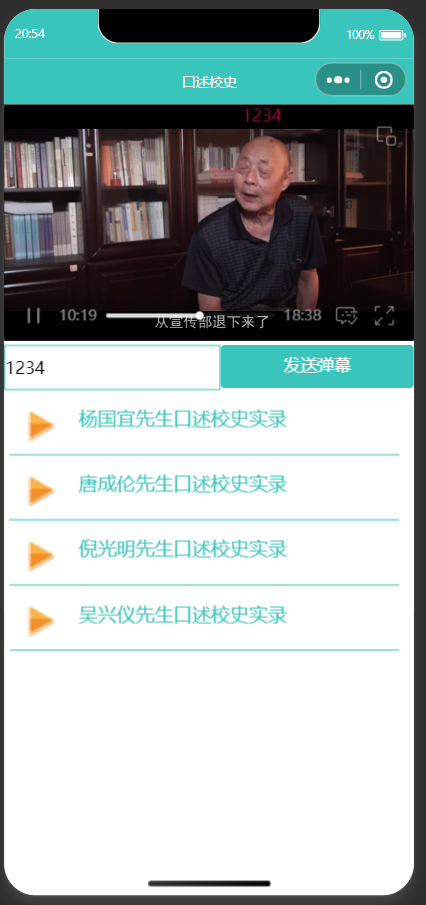 20:54
100%
口述校史
1234
从宣传部退下来了
10:19
18:38
1234
发送弹幕
杨国宜先生口述校史实录
唐成伦先生口述校史实录
倪光明先生口述校史实录
吴兴仪先生口述校史实录